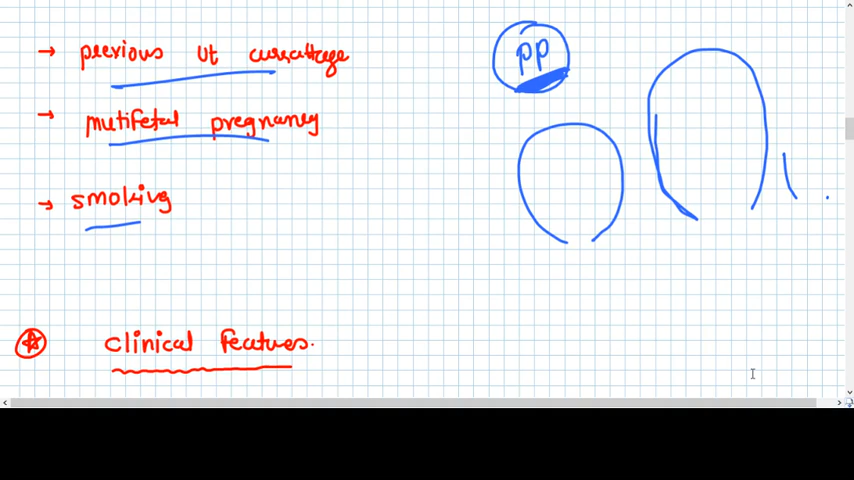 → previous Ut curettage
PP
→ mutifetal pregnancy
→ smoking
clinical features.